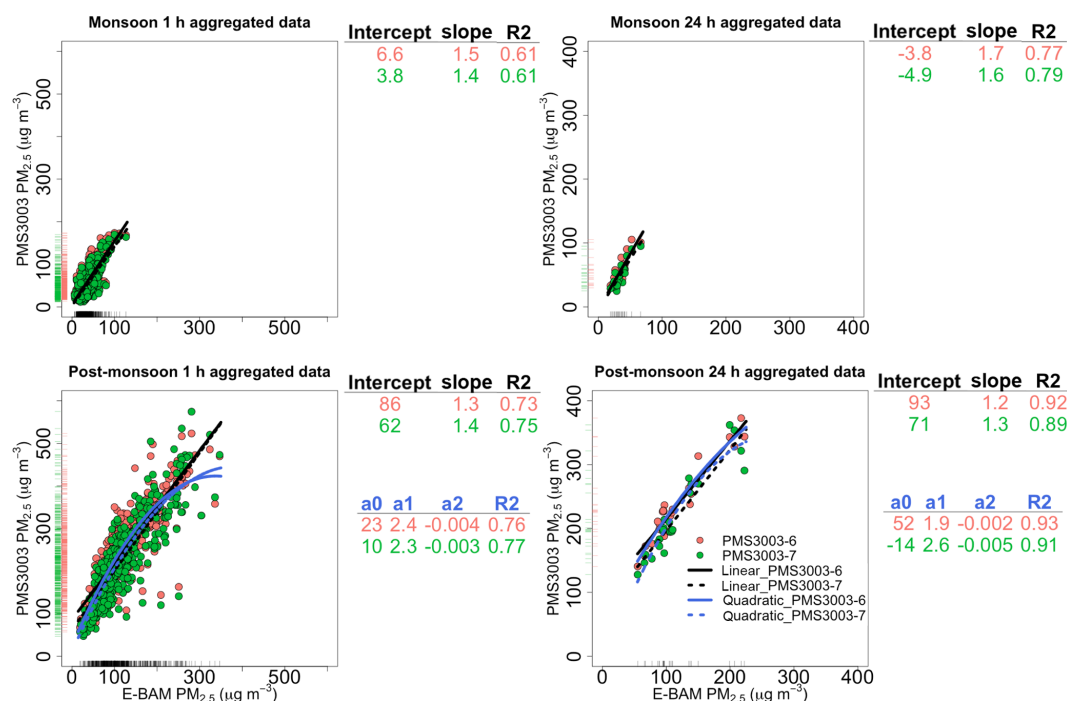 Monsoon 1 h aggregated data
Intercept slope R2
6.6 1.5 0.61
3.8 1.4 0.61
PMS3003 PM2.5 (μg m−3)
0 100 300 500
0 100 300 500
Monsoon 24 h aggregated data
Intercept slope R2
-3.8 1.7 0.77
-4.9 1.6 0.79
PMS3003 PM2.5 (μg m−3)
0 100 200 300 400
0 100 200 300 400
Post-monsoon 1 h aggregated data
Intercept slope R2
86 1.3 0.73
62 1.4 0.75
a0 a1 a2 R2
23 2.4 -0.004 0.76
10 2.3 -0.003 0.77
PMS3003 PM2.5 (μg m−3)
0 100 300 500
0 100 300 500
E-BAM PM2.5 (μg m−3)
Post-monsoon 24 h aggregated data
Intercept slope R2
93 1.2 0.92
71 1.3 0.89
a0 a1 a2 R2
52 1.9 -0.002 0.93
-14 2.6 -0.005 0.91
PMS3003-6
PMS3003-7
Linear_PMS3003-6
Linear_PMS3003-7
Quadratic_PMS3003-6
Quadratic_PMS3003-7
PMS3003 PM2.5 (μg m−3)
0 100 200 300 400
0 100 200 300 400
E-BAM PM2.5 (μg m−3)